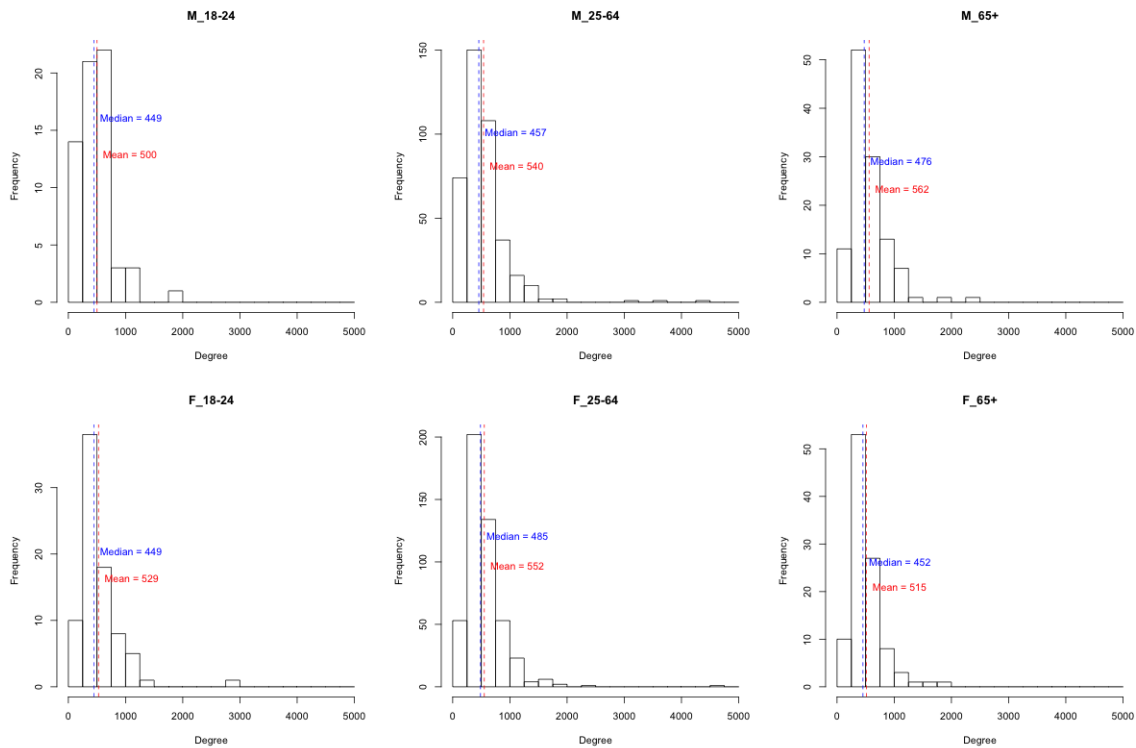 M_18-24
Frequency
20
15
10
5
0
Median = 449
Mean = 500
0 1000 2000 3000 4000 5000
Degree
M_25-64
Frequency
150
100
50
0
Median = 457
Mean = 540
0 1000 2000 3000 4000 5000
Degree
M_65+
Frequency
50
40
30
20
10
0
Median = 476
Mean = 562
0 1000 2000 3000 4000 5000
Degree
F_18-24
Frequency
30
20
10
0
Median = 449
Mean = 529
0 1000 2000 3000 4000 5000
Degree
F_25-64
Frequency
200
150
100
50
0
Median = 485
Mean = 552
0 1000 2000 3000 4000 5000
Degree
F_65+
Frequency
50
40
30
20
10
0
Median = 452
Mean = 515
0 1000 2000 3000 4000 5000
Degree